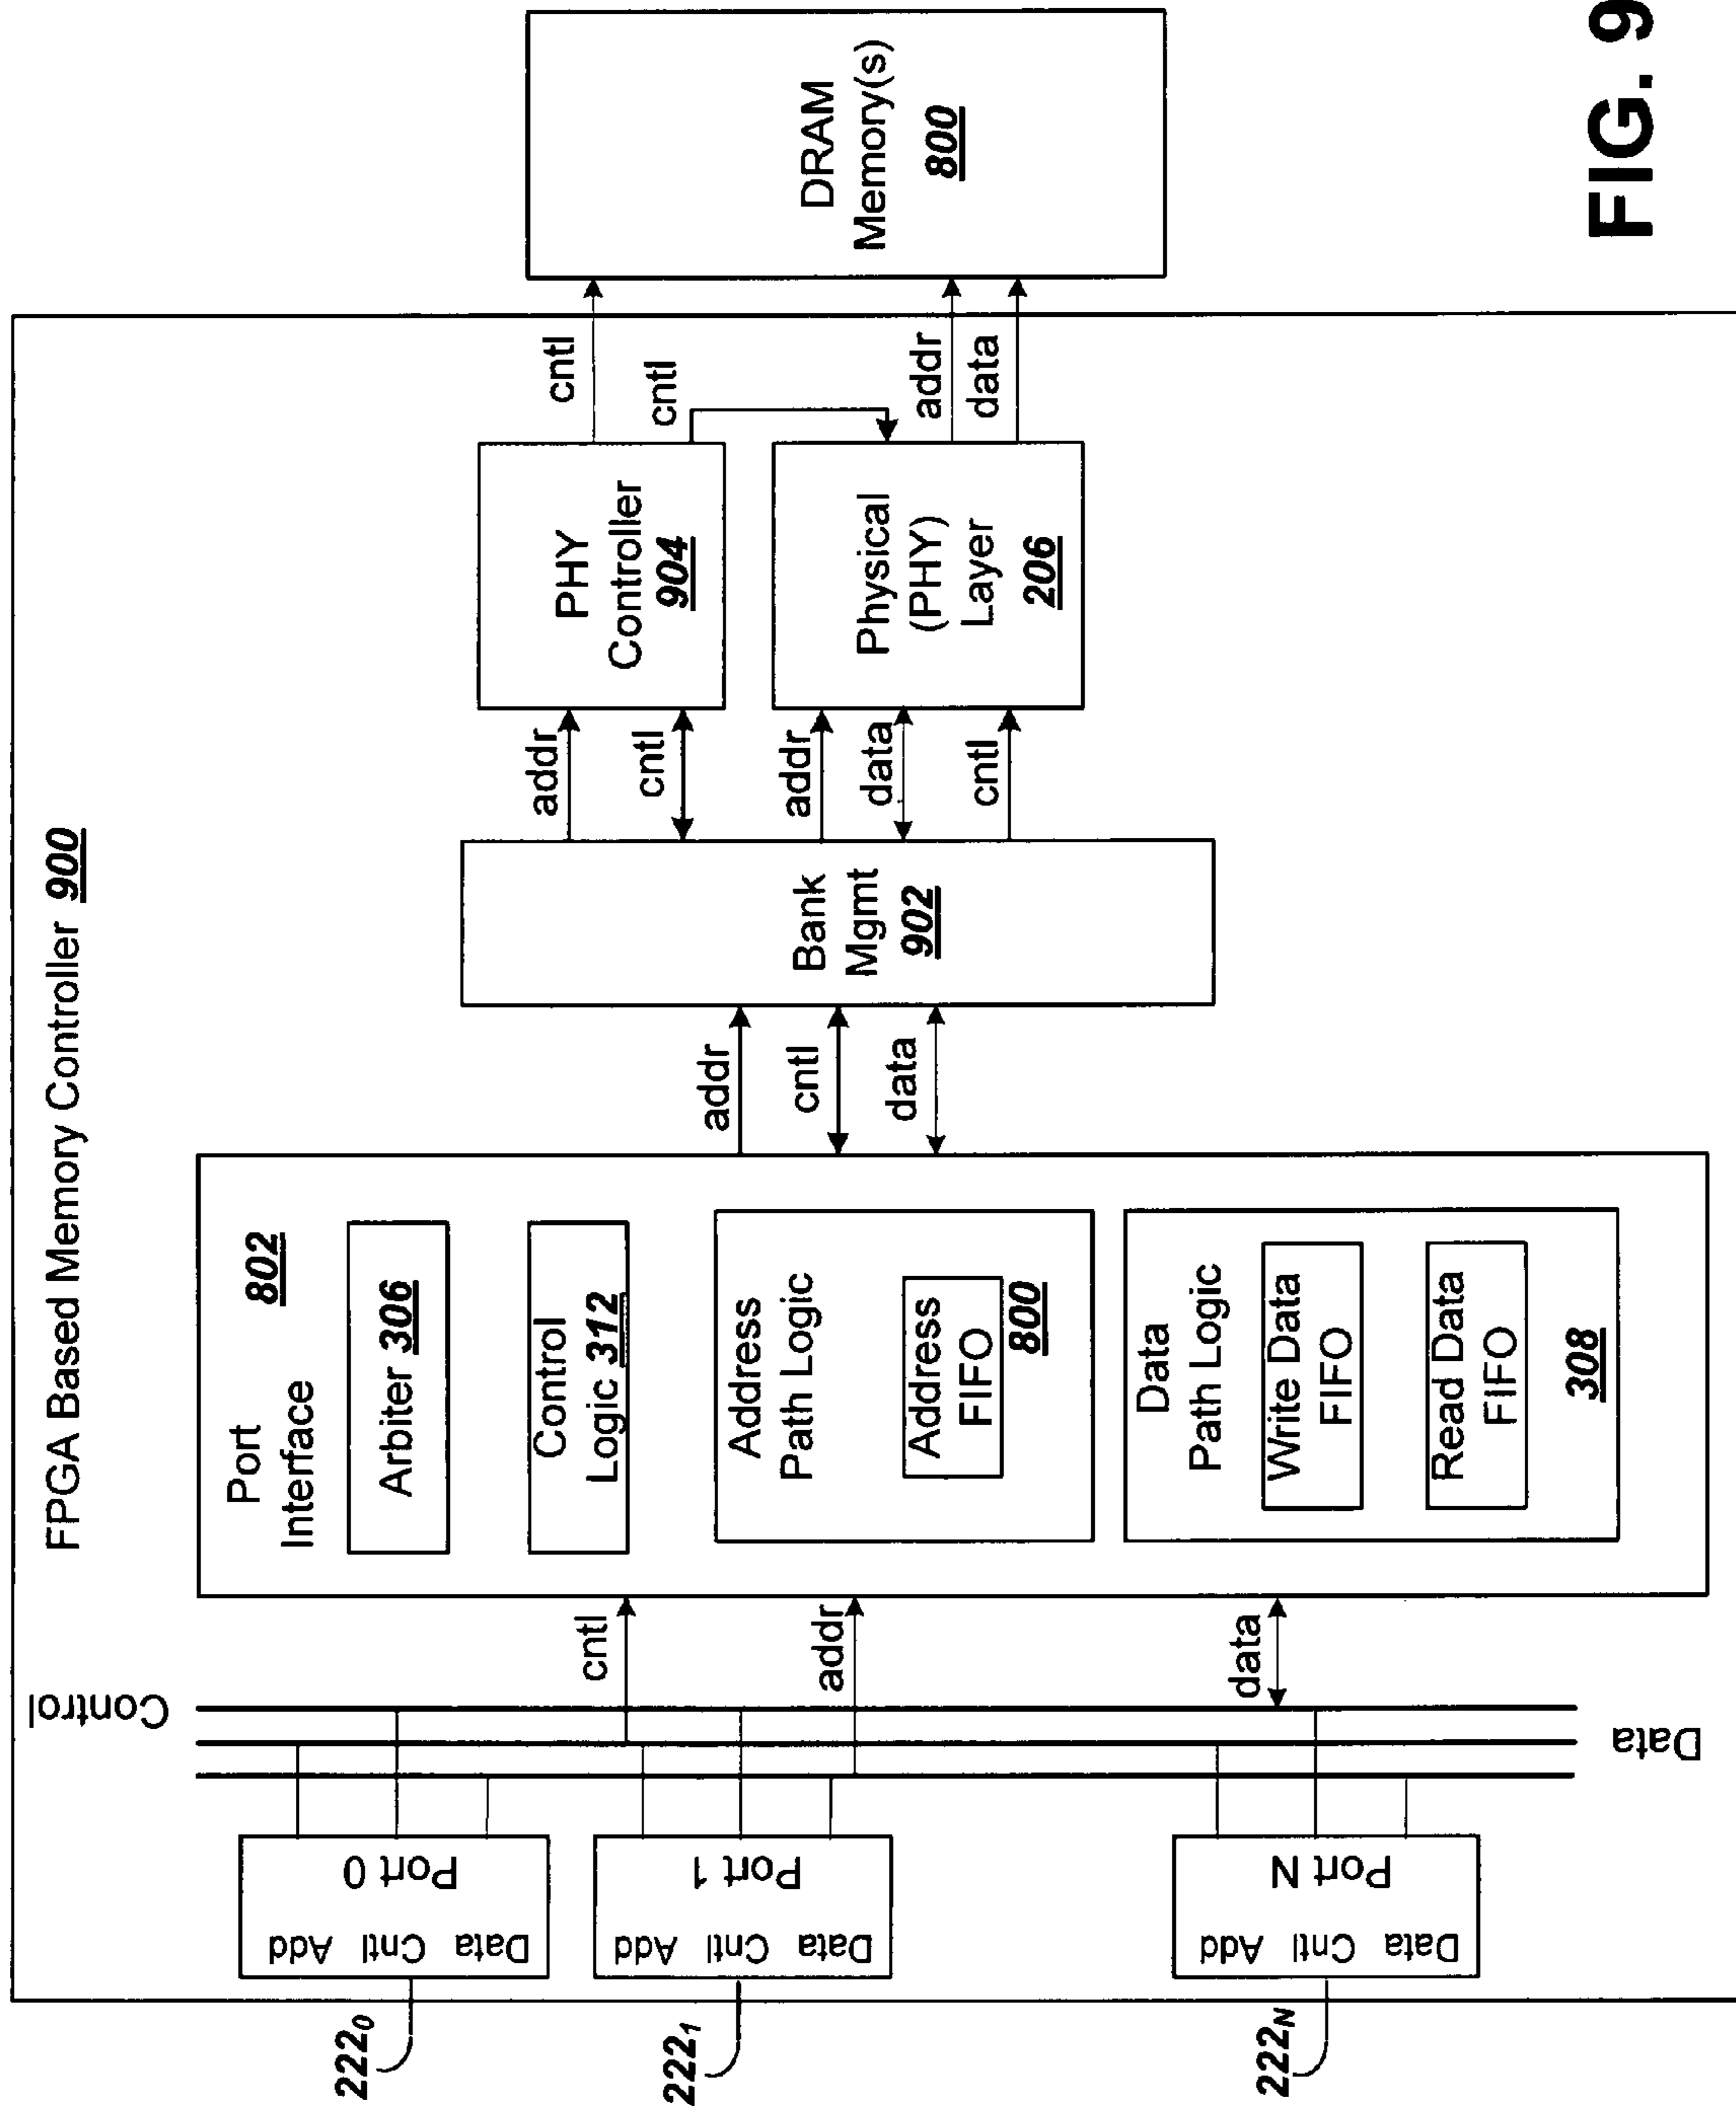 FPGA Based Memory Controller 900
Control
Data
222₀
Port 0
Add
Cntl
Data
222₁
Port 1
Add
Cntl
Data
222N
Port N
Add
Cntl
Data
cntl
addr
data
Port
Interface
802
Arbiter 306
Control
Logic 312
Address
Path Logic
Address
FIFO
800
Data
Path Logic
Write Data
FIFO
Read Data
FIFO
308
addr
cntl
data
Bank
Mgmt
902
addr
cntl
addr
data
cntl
PHY
Controller
904
Physical
(PHY)
Layer
206
cntl
cntl
addr
data
DRAM
Memory(s)
800
FIG. 9